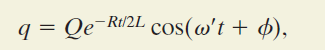 q = Qe^{-Rt/2L} cos(ω't + ϕ),